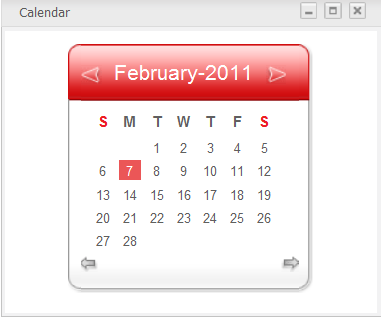 Calendar
February-2011
S M T W T F S
1 2 3 4 5
6 7 8 9 10 11 12
13 14 15 16 17 18 19
20 21 22 23 24 25 26
27 28